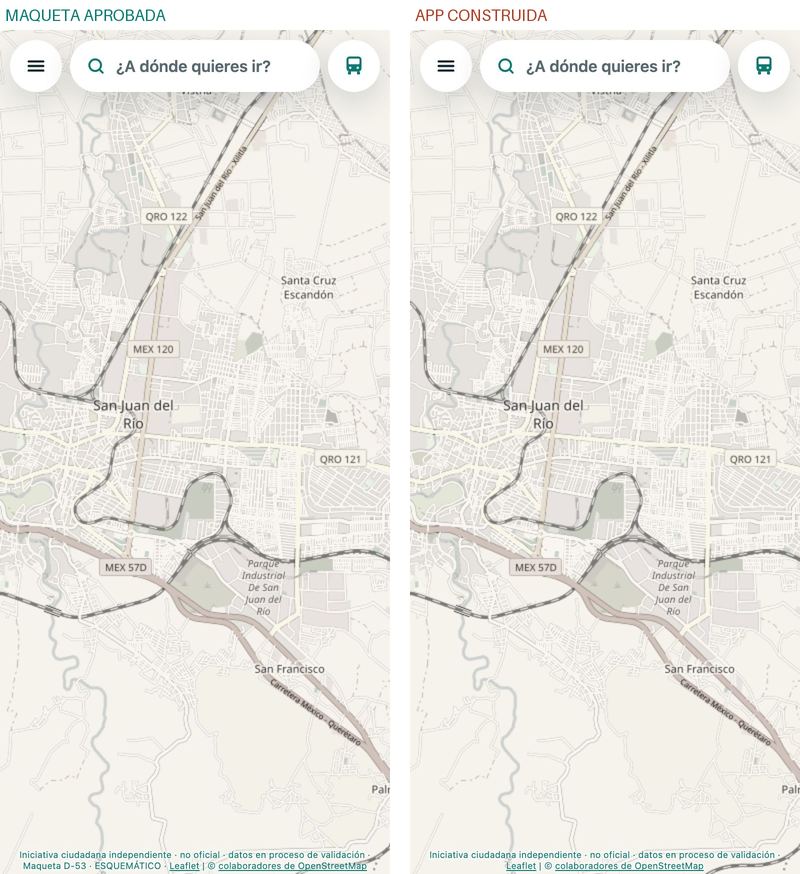 MAQUETA APROBADA
¿A dónde quieres ir?
QRO 122
San Juan del Río - Xilitla
Santa Cruz
Escandón
MEX 120
San Juan del
Río
QRO 121
MEX 57D
Parque
Industrial
De San
Juan del
Río
San Francisco
Carretera México - Querétaro
Iniciativa ciudadana independiente · no oficial · datos en proceso de validación
Maqueta D-53 · ESQUEMÁTICO · Leaflet | © colaboradores de OpenStreetMap
APP CONSTRUIDA
¿A dónde quieres ir?
QRO 122
San Juan del Río - Xilitla
Santa Cruz
Escandón
MEX 120
San Juan del
Río
QRO 121
MEX 57D
Parque
Industrial
De San
Juan del
Río
San Francisco
Carretera México - Querétaro
Iniciativa ciudadana independiente · no oficial · datos en proceso de validación ·
Leaflet | © colaboradores de OpenStreetMap